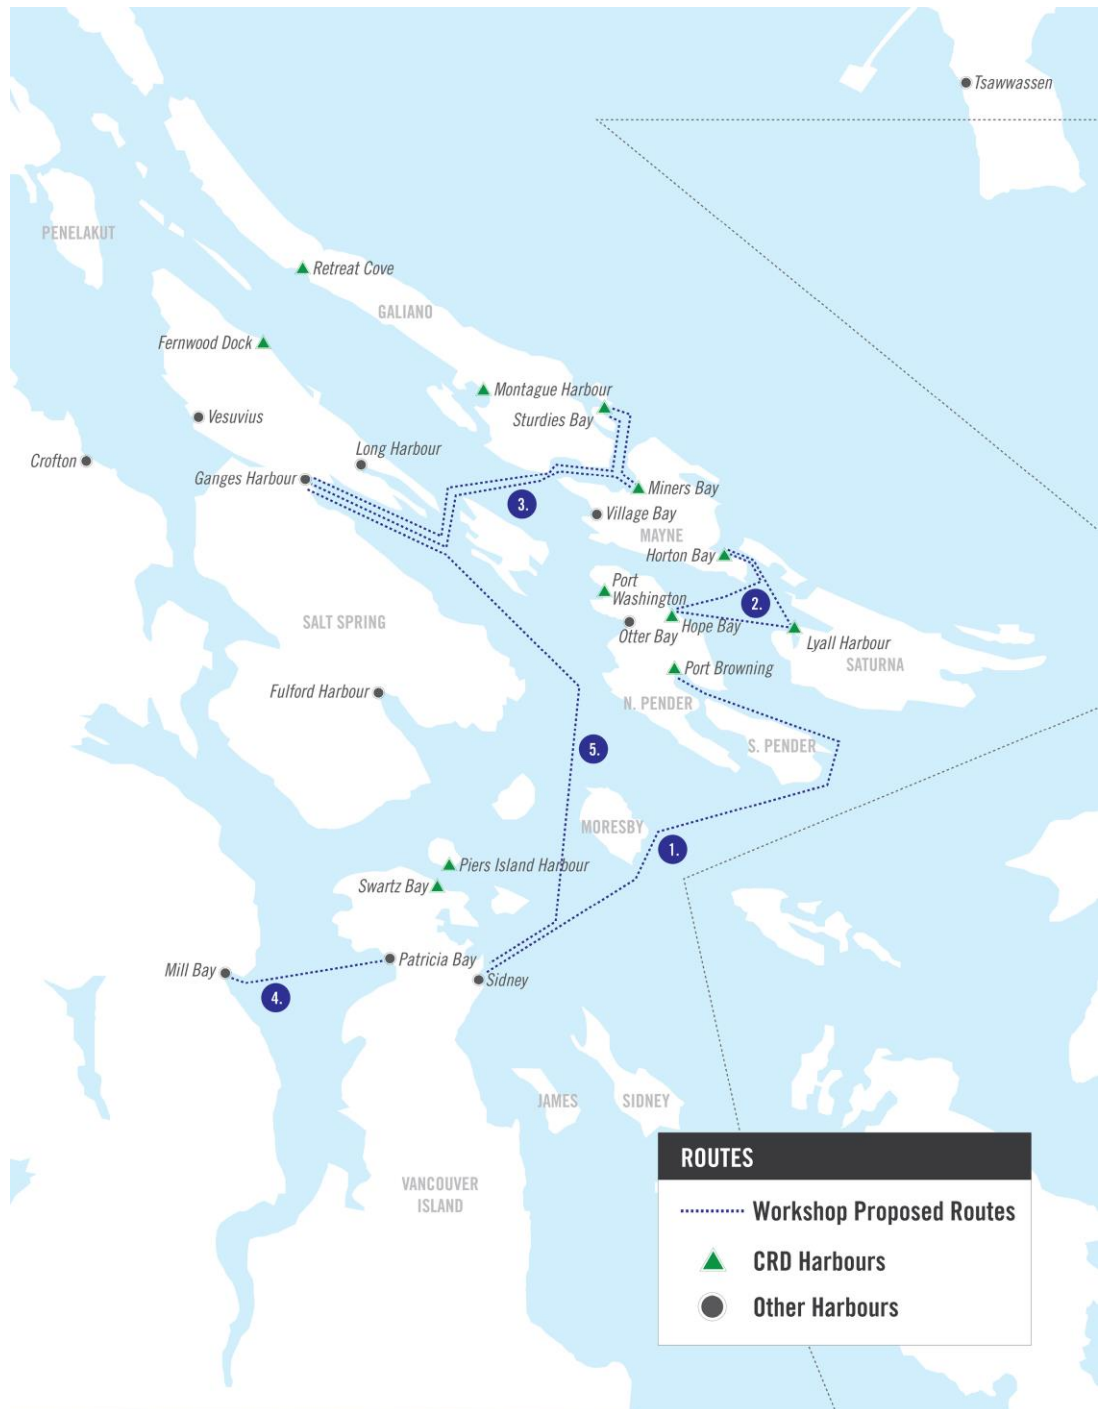 Tsawwassen
PENELAKUT
Retreat Cove
GALIANO
Fernwood Dock
Montague Harbour
Sturdies Bay
Vesuvius
Long Harbour
Crofton
Ganges Harbour
3.
Miners Bay
Village Bay
MAYNE
Horton Bay
Port
Washington
2.
SALT SPRING
Otter Bay
Hope Bay
Lyall Harbour
SATURNA
Port Browning
Fulford Harbour
N. PENDER
5.
S. PENDER
MORESBY
1.
Piers Island Harbour
Swartz Bay
Patricia Bay
Mill Bay
Sidney
4.
JAMES
SIDNEY
VANCOUVER
ISLAND
ROUTES
Workshop Proposed Routes
CRD Harbours
Other Harbours